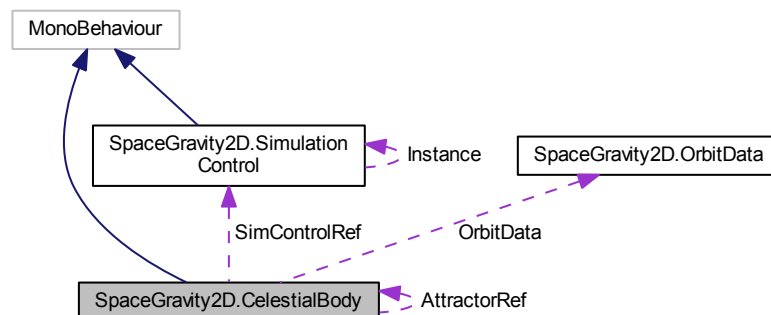 MonoBehaviour
SpaceGravity2D.Simulation
Control
Instance
SpaceGravity2D.OrbitData
SimControlRef
OrbitData
SpaceGravity2D.CelestialBody
AttractorRef